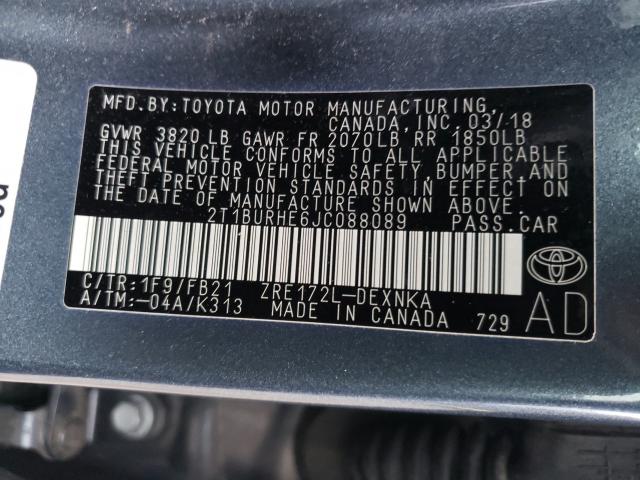 MFD.BY:TOYOTA MOTOR MANUFACTURING,
CANADA, INC. 03/18
GVWR 3820 LB GAWR FR 2070LB RR 1850LB
THIS VEHICLE CONFORMS TO ALL APPLICABLE
FEDERAL MOTOR VEHICLE SAFETY,BUMPER,AND
THEFT PREVENTION STANDARDS IN EFFECT ON
THE DATE OF MANUFACTURE SHOWN ABOVE.
2T1BURHE6JC088089 PASS.CAR
C/TR:1F9/FB21 ZRE172L-DEXNKA
A/TM:-04A/K313 MADE IN CANADA 729
AD